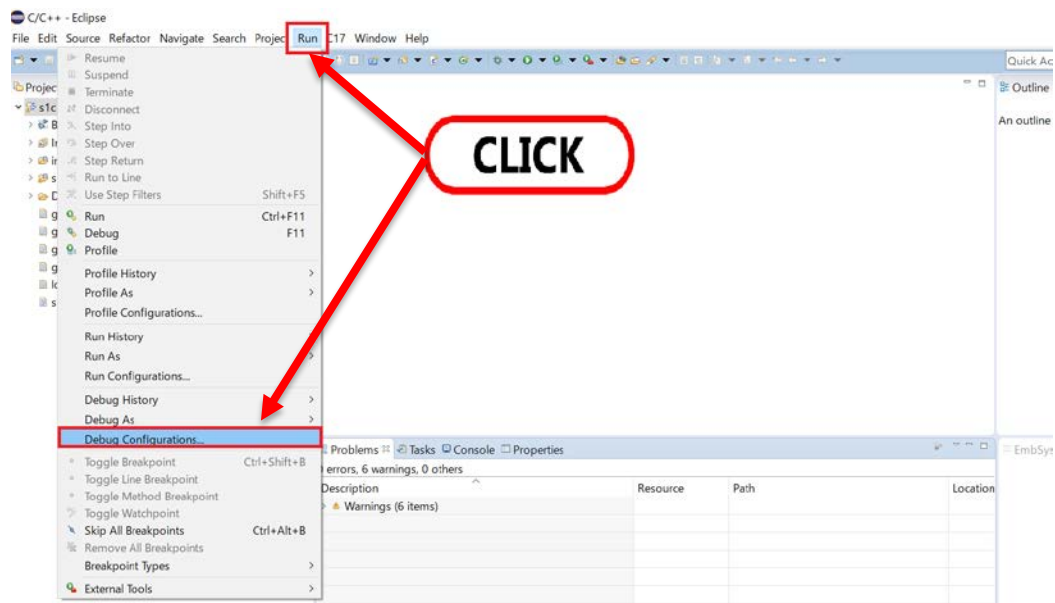 C/C++ - Eclipse
File Edit Source Refactor Navigate Search Projec Run C17 Window Help
Quick Ac
Resume
Suspend
Projec
Terminate
Outline
s1c
Disconnect
B
Step Into
An outline
Ir
Step Over
ir
Step Return
s
Run to Line
Use Step Filters Shift+F5
g
Run Ctrl+F11
g
Debug F11
g
Profile
g
Profile History
Profile As
s
Profile Configurations...
Run History
Run As
Run Configurations...
Debug History
Debug As
Debug Configurations...
CLICK
Problems Tasks Console Properties
EmbSys
Toggle Breakpoint Ctrl+Shift+B
errors, 6 warnings, 0 others
Toggle Line Breakpoint
Description Resource Path Location
Toggle Method Breakpoint
Warnings (6 items)
Toggle Watchpoint
Skip All Breakpoints Ctrl+Alt+B
Remove All Breakpoints
Breakpoint Types
External Tools